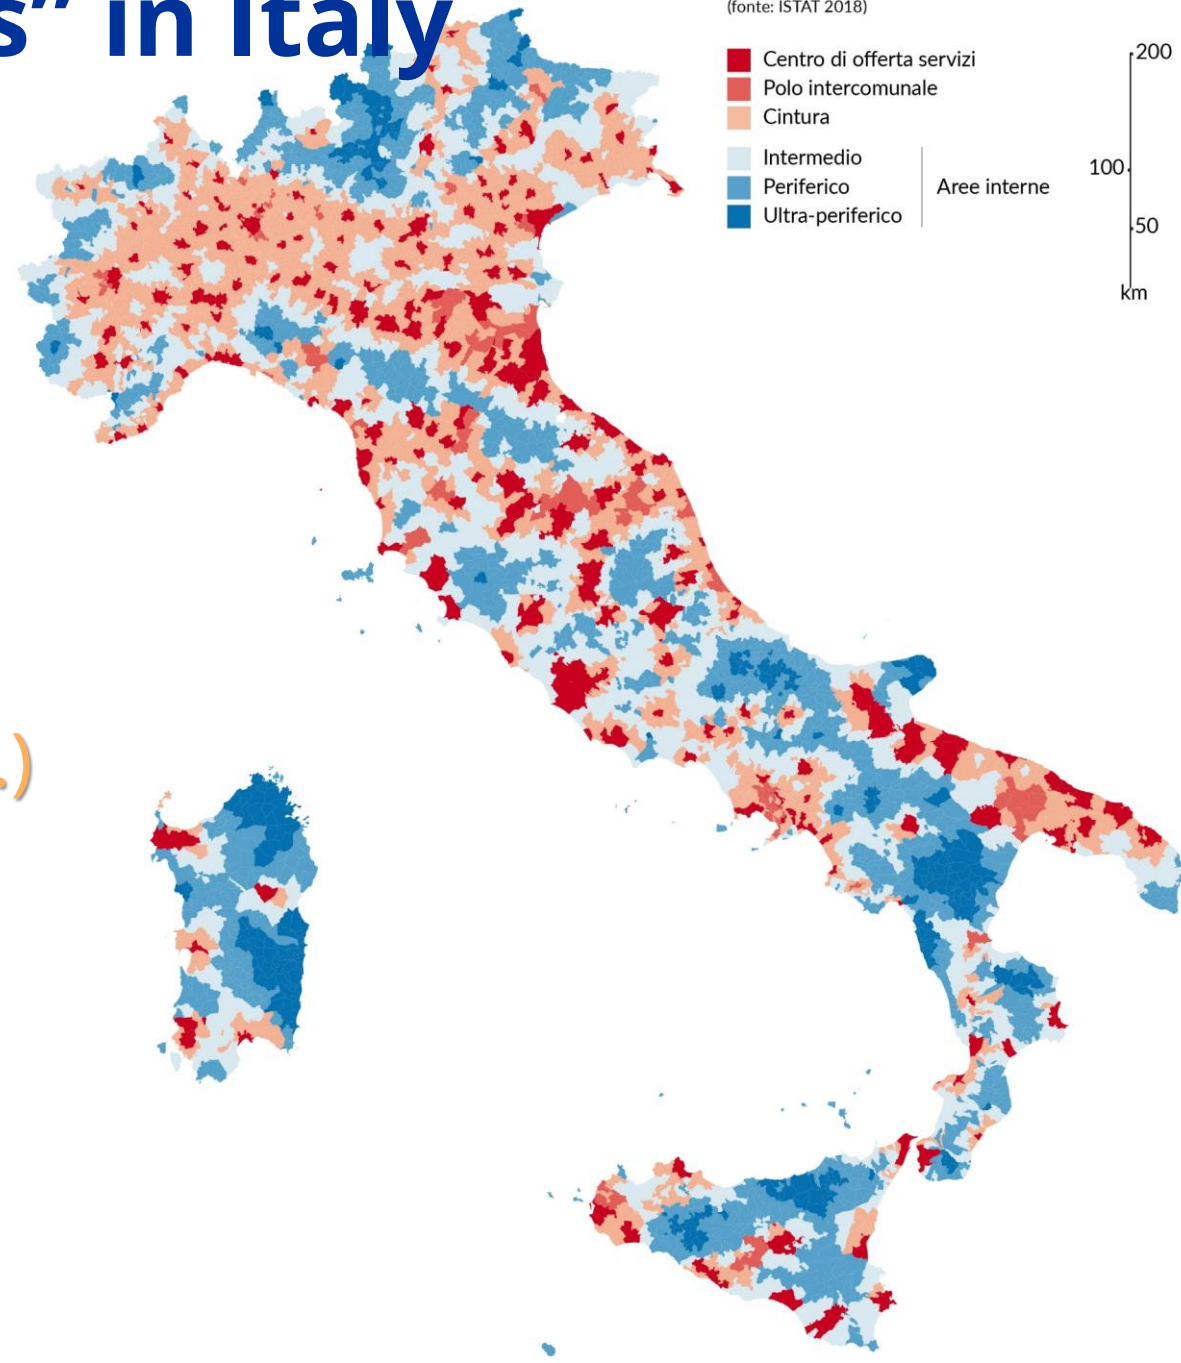 s” in Italy
(fonte: ISTAT 2018)
Centro di offerta servizi
Polo intercomunale
Cintura
Intermedio
Periferico
Ultra-periferico
Aree interne
200
100
50
km
.)